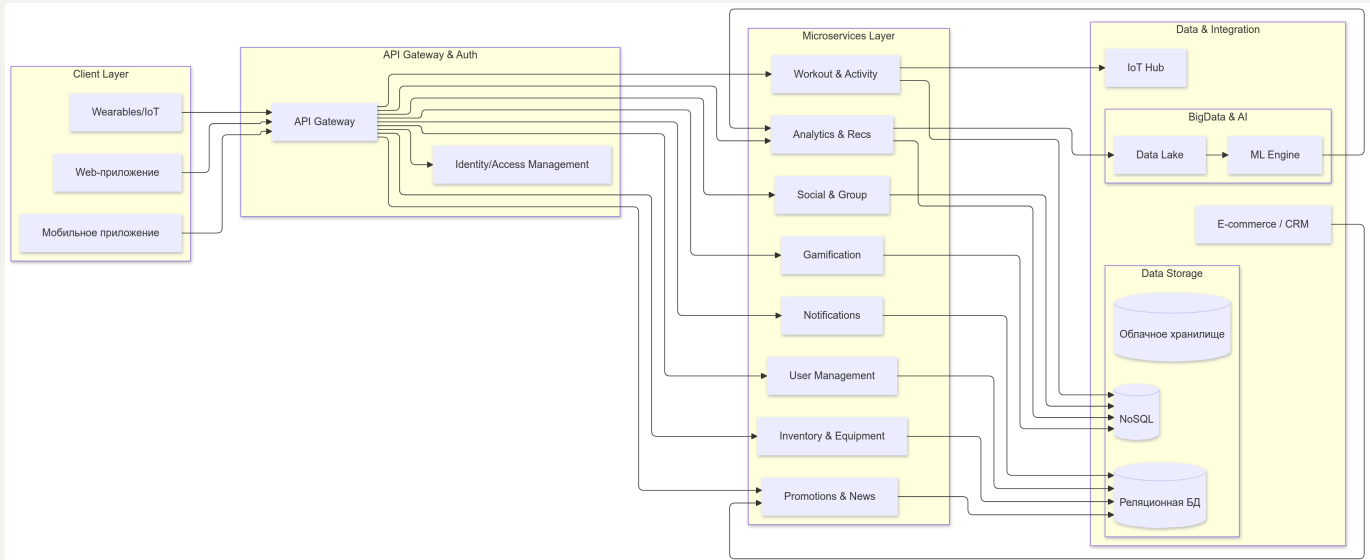 Client Layer
Wearables/IoT
Web-приложение
Мобильное приложение
API Gateway & Auth
API Gateway
Identity/Access Management
Microservices Layer
Workout & Activity
Analytics & Recs
Social & Group
Gamification
Notifications
User Management
Inventory & Equipment
Promotions & News
Data & Integration
IoT Hub
BigData & AI
Data Lake
ML Engine
E-commerce / CRM
Data Storage
Облачное хранилище
NoSQL
Реляционная БД